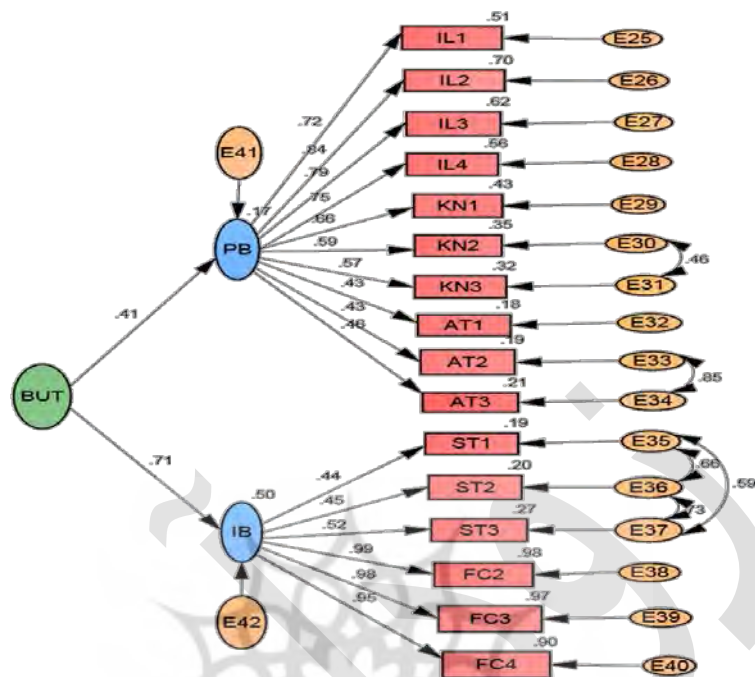 .51
IL1
E25
.70
IL2
E26
.62
.72
IL3
E27
.84
.56
E41
.79
IL4
E28
.75
.43
.17
.66
KN1
E29
PB
.59
.35
KN2
E30
.57
.32
.46
.43
KN3
E31
.43
.18
.46
AT1
E32
.41
.19
AT2
E33
.21
.85
BUT
AT3
E34
.19
ST1
E35
.71
.44
.20
.66
.50
.45
ST2
E36
.59
IB
.52
.27
.73
ST3
E37
.99
.98
.98
FC2
E38
.95
.97
E42
FC3
E39
.90
FC4
E40